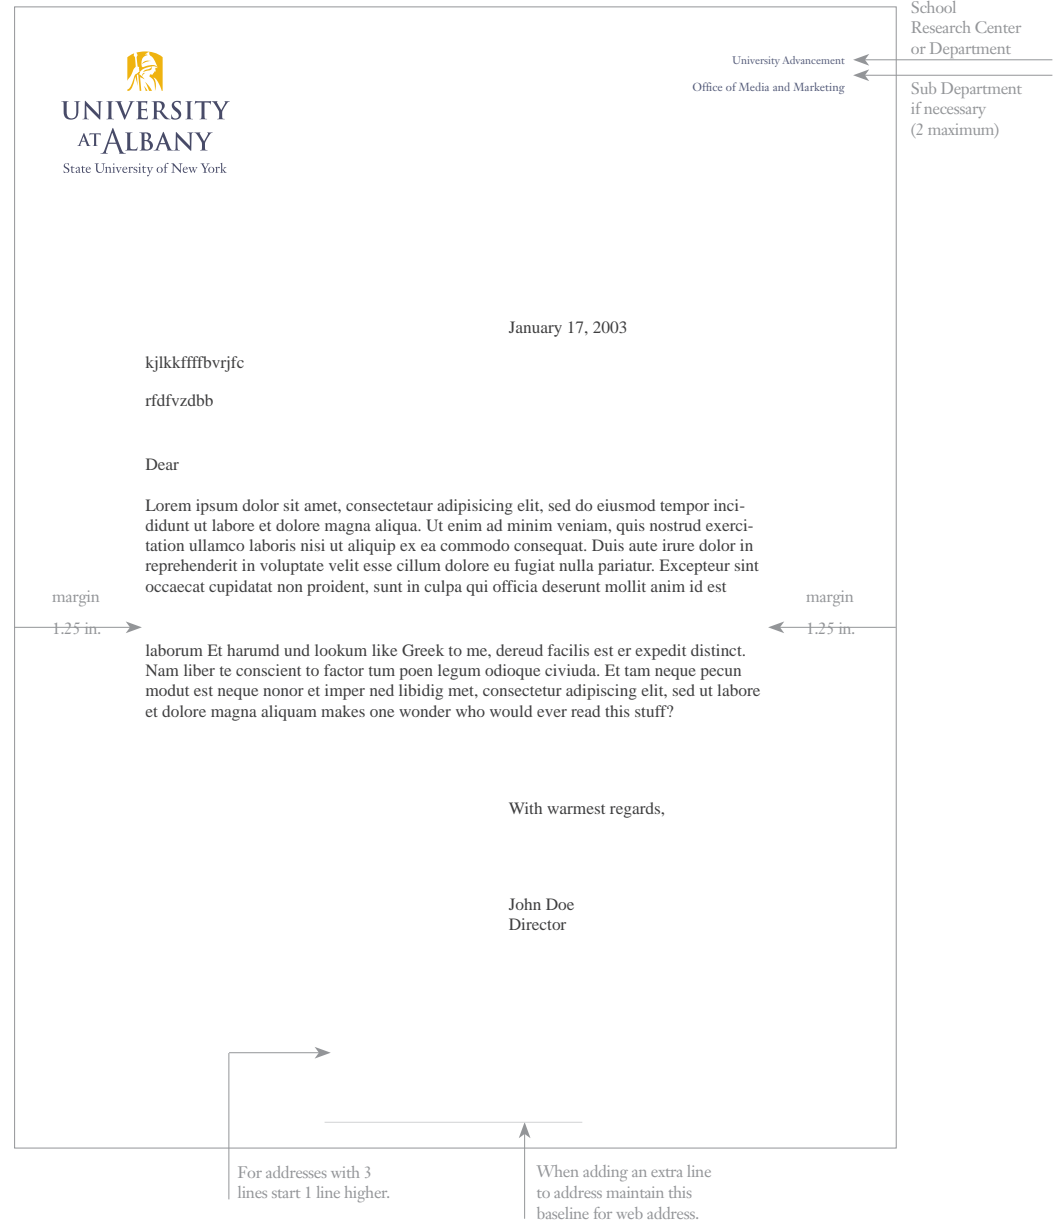 School
Research Center
or Department
University Advancement
Office of Media and Marketing
Sub Department
if necessary
(2 maximum)
UNIVERSITY
AT ALBANY
State University of New York
January 17, 2003
kjlkkffffbvrjfc
rfdfvzdbb
Dear
Lorem ipsum dolor sit amet, consectetaur adipisicing elit, sed do eiusmod tempor inci-
didunt ut labore et dolore magna aliqua. Ut enim ad minim veniam, quis nostrud exerci-
tation ullamco laboris nisi ut aliquip ex ea commodo consequat. Duis aute irure dolor in
reprehenderit in voluptate velit esse cillum dolore eu fugiat nulla pariatur. Excepteur sint
occaecat cupidatat non proident, sunt in culpa qui officia deserunt mollit anim id est
margin
1.25 in.
margin
1.25 in.
laborum Et harumd und lookum like Greek to me, dereud facilis est er expedit distinct.
Nam liber te conscient to factor tum poen legum odioque civiuda. Et tam neque pecun
modut est neque nonor et imper ned libidig met, consectetur adipiscing elit, sed ut labore
et dolore magna aliquam makes one wonder who would ever read this stuff?
With warmest regards,
John Doe
Director
For addresses with 3
lines start 1 line higher.
When adding an extra line
to address maintain this
baseline for web address.